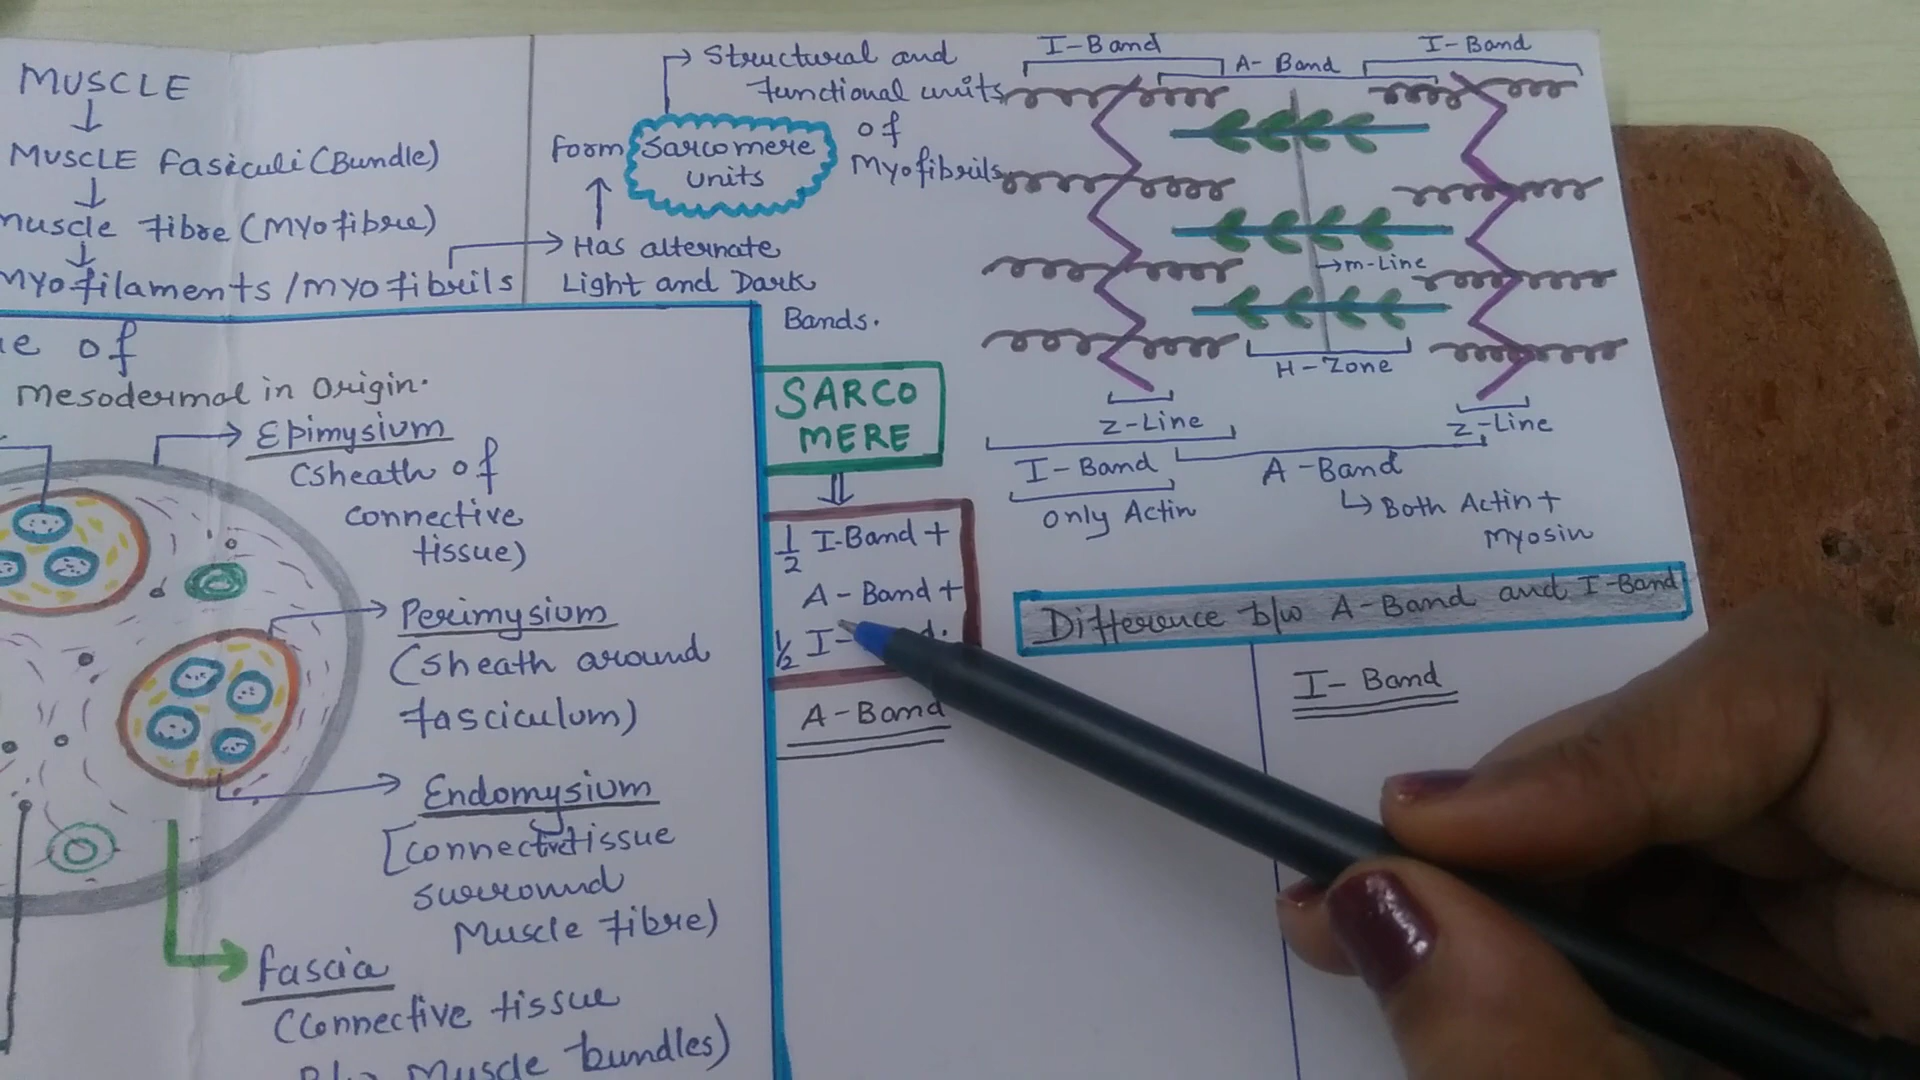 MUSCLE
MUSCLE fasiculi (Bundle)
muscle fibre (myofibre)
myofilaments/myofibrils
Structural and
functional units
of
Myofibrils
form
Sarcomere
units
Has alternate
Light and Dark
Bands.
of
mesodermal in Origin.
Epimysium
(sheath of
connective
tissue)
Perimysium
(sheath around
fasciculum)
Endomysium
[connective tissue
surround
Muscle fibre)
fascia
(Connective tissue
Muscle bundles)
SARCO
MERE
1/2 I-Band +
A-Band +
1/2 I-
A-Band
I-Band
A-Band
I-Band
m-Line
H-Zone
Z-Line
Z-Line
I-Band
A-Band
only Actin
Both Actin +
myosin
Difference b/w A-Band and I-Band
I-Band